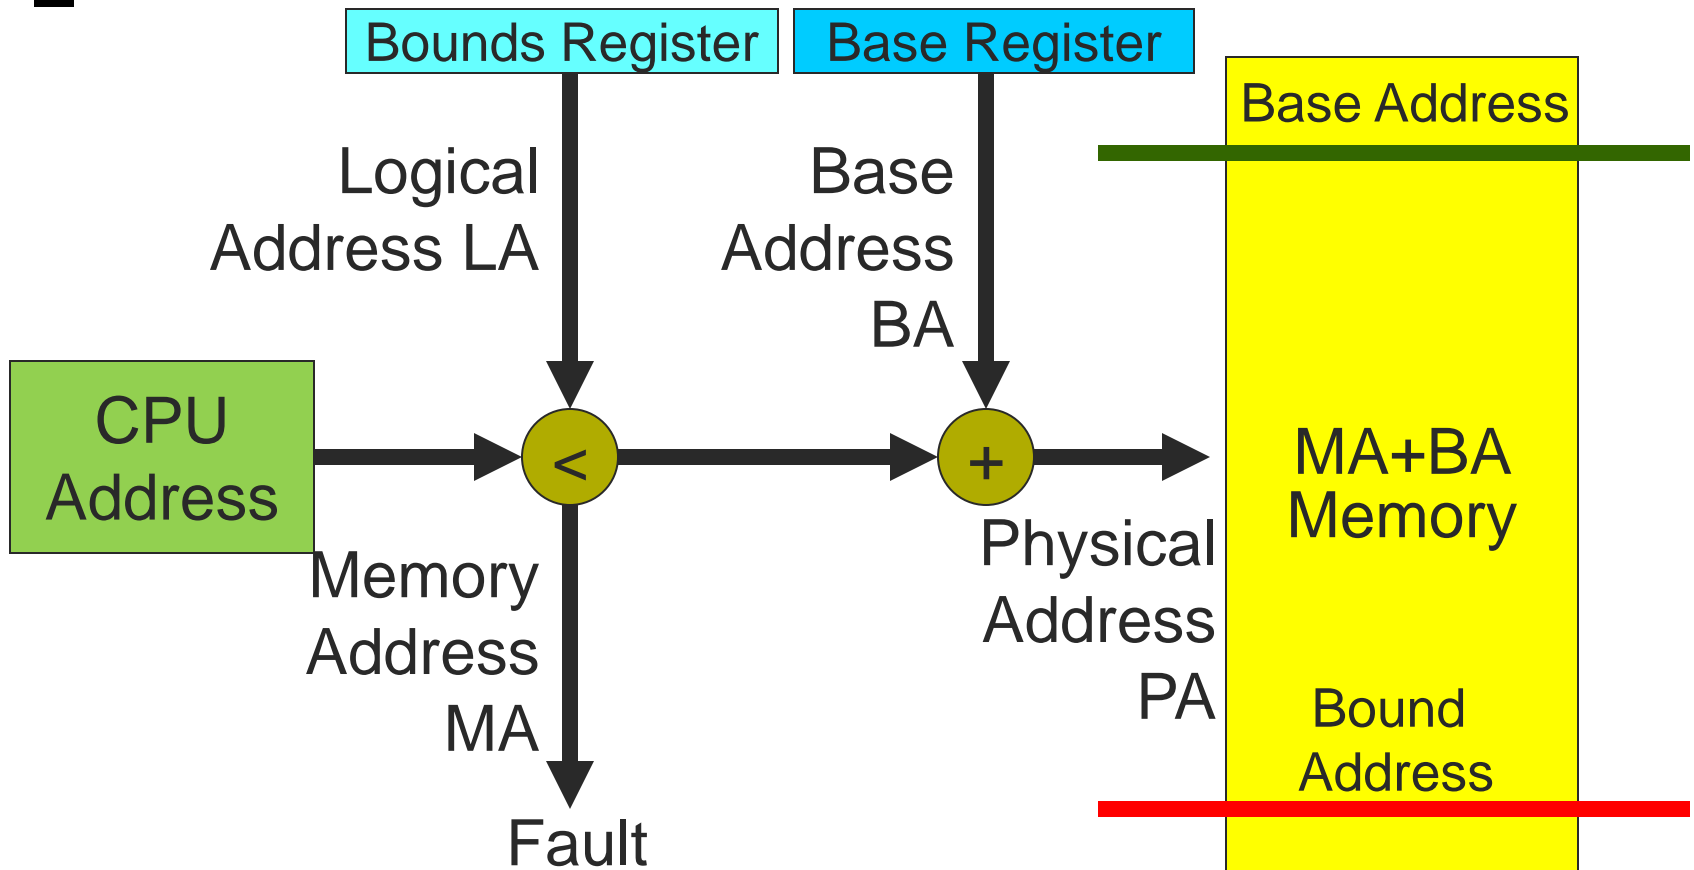 Bounds Register
Base Register
Base Address
Logical
Address LA
Base
Address
BA
CPU
Address
<
+
MA+BA
Memory
Memory
Address
MA
Physical
Address
PA
Bound
Address
Fault